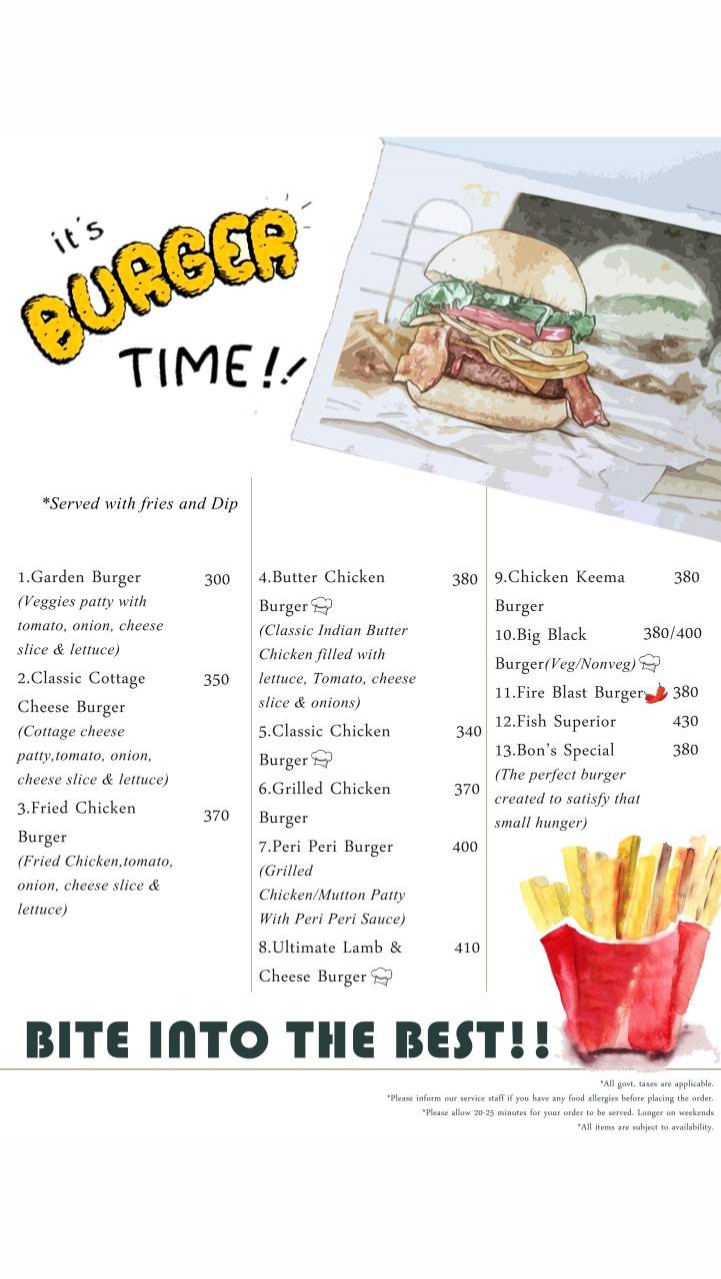 it's
BURGER
TIME!!
*Served with fries and Dip
1.Garden Burger 300
(Veggies patty with
tomato, onion, cheese
slice & lettuce)
2.Classic Cottage 350
Cheese Burger
(Cottage cheese
patty,tomato, onion,
cheese slice & lettuce)
3.Fried Chicken 370
Burger
(Fried Chicken,tomato,
onion, cheese slice &
lettuce)
4.Butter Chicken 380
Burger
(Classic Indian Butter
Chicken filled with
lettuce, Tomato, cheese
slice & onions)
5.Classic Chicken 340
Burger
6.Grilled Chicken 370
Burger
7.Peri Peri Burger 400
(Grilled
Chicken/Mutton Patty
With Peri Peri Sauce)
8.Ultimate Lamb & 410
Cheese Burger
9.Chicken Keema 380
Burger
10.Big Black 380/400
Burger(Veg/Nonveg)
11.Fire Blast Burger 380
12.Fish Superior 430
13.Bon's Special 380
(The perfect burger
created to satisfy that
small hunger)
BITE INTO THE BEST!!
*All govt. taxes are applicable.
*Please inform our service staff if you have any food allergies before placing the order.
*Please allow 20-25 minutes for your order to be served. Longer on weekends
*All items are subject to availability.